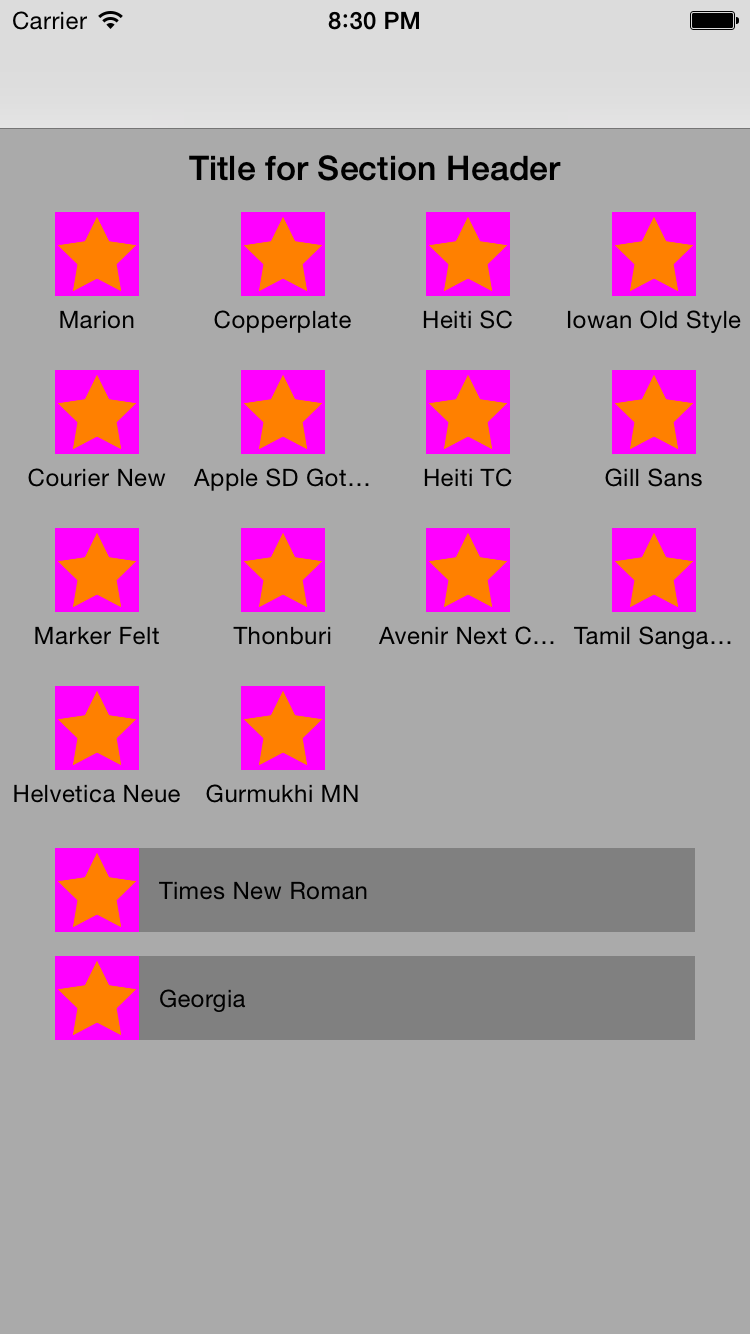 Carrier 8:30 PM
Title for Section Header
Marion Copperplate Heiti SC Iowan Old Style
Courier New Apple SD Got... Heiti TC Gill Sans
Marker Felt Thonburi Avenir Next C... Tamil Sanga...
Helvetica Neue Gurmukhi MN
Times New Roman
Georgia